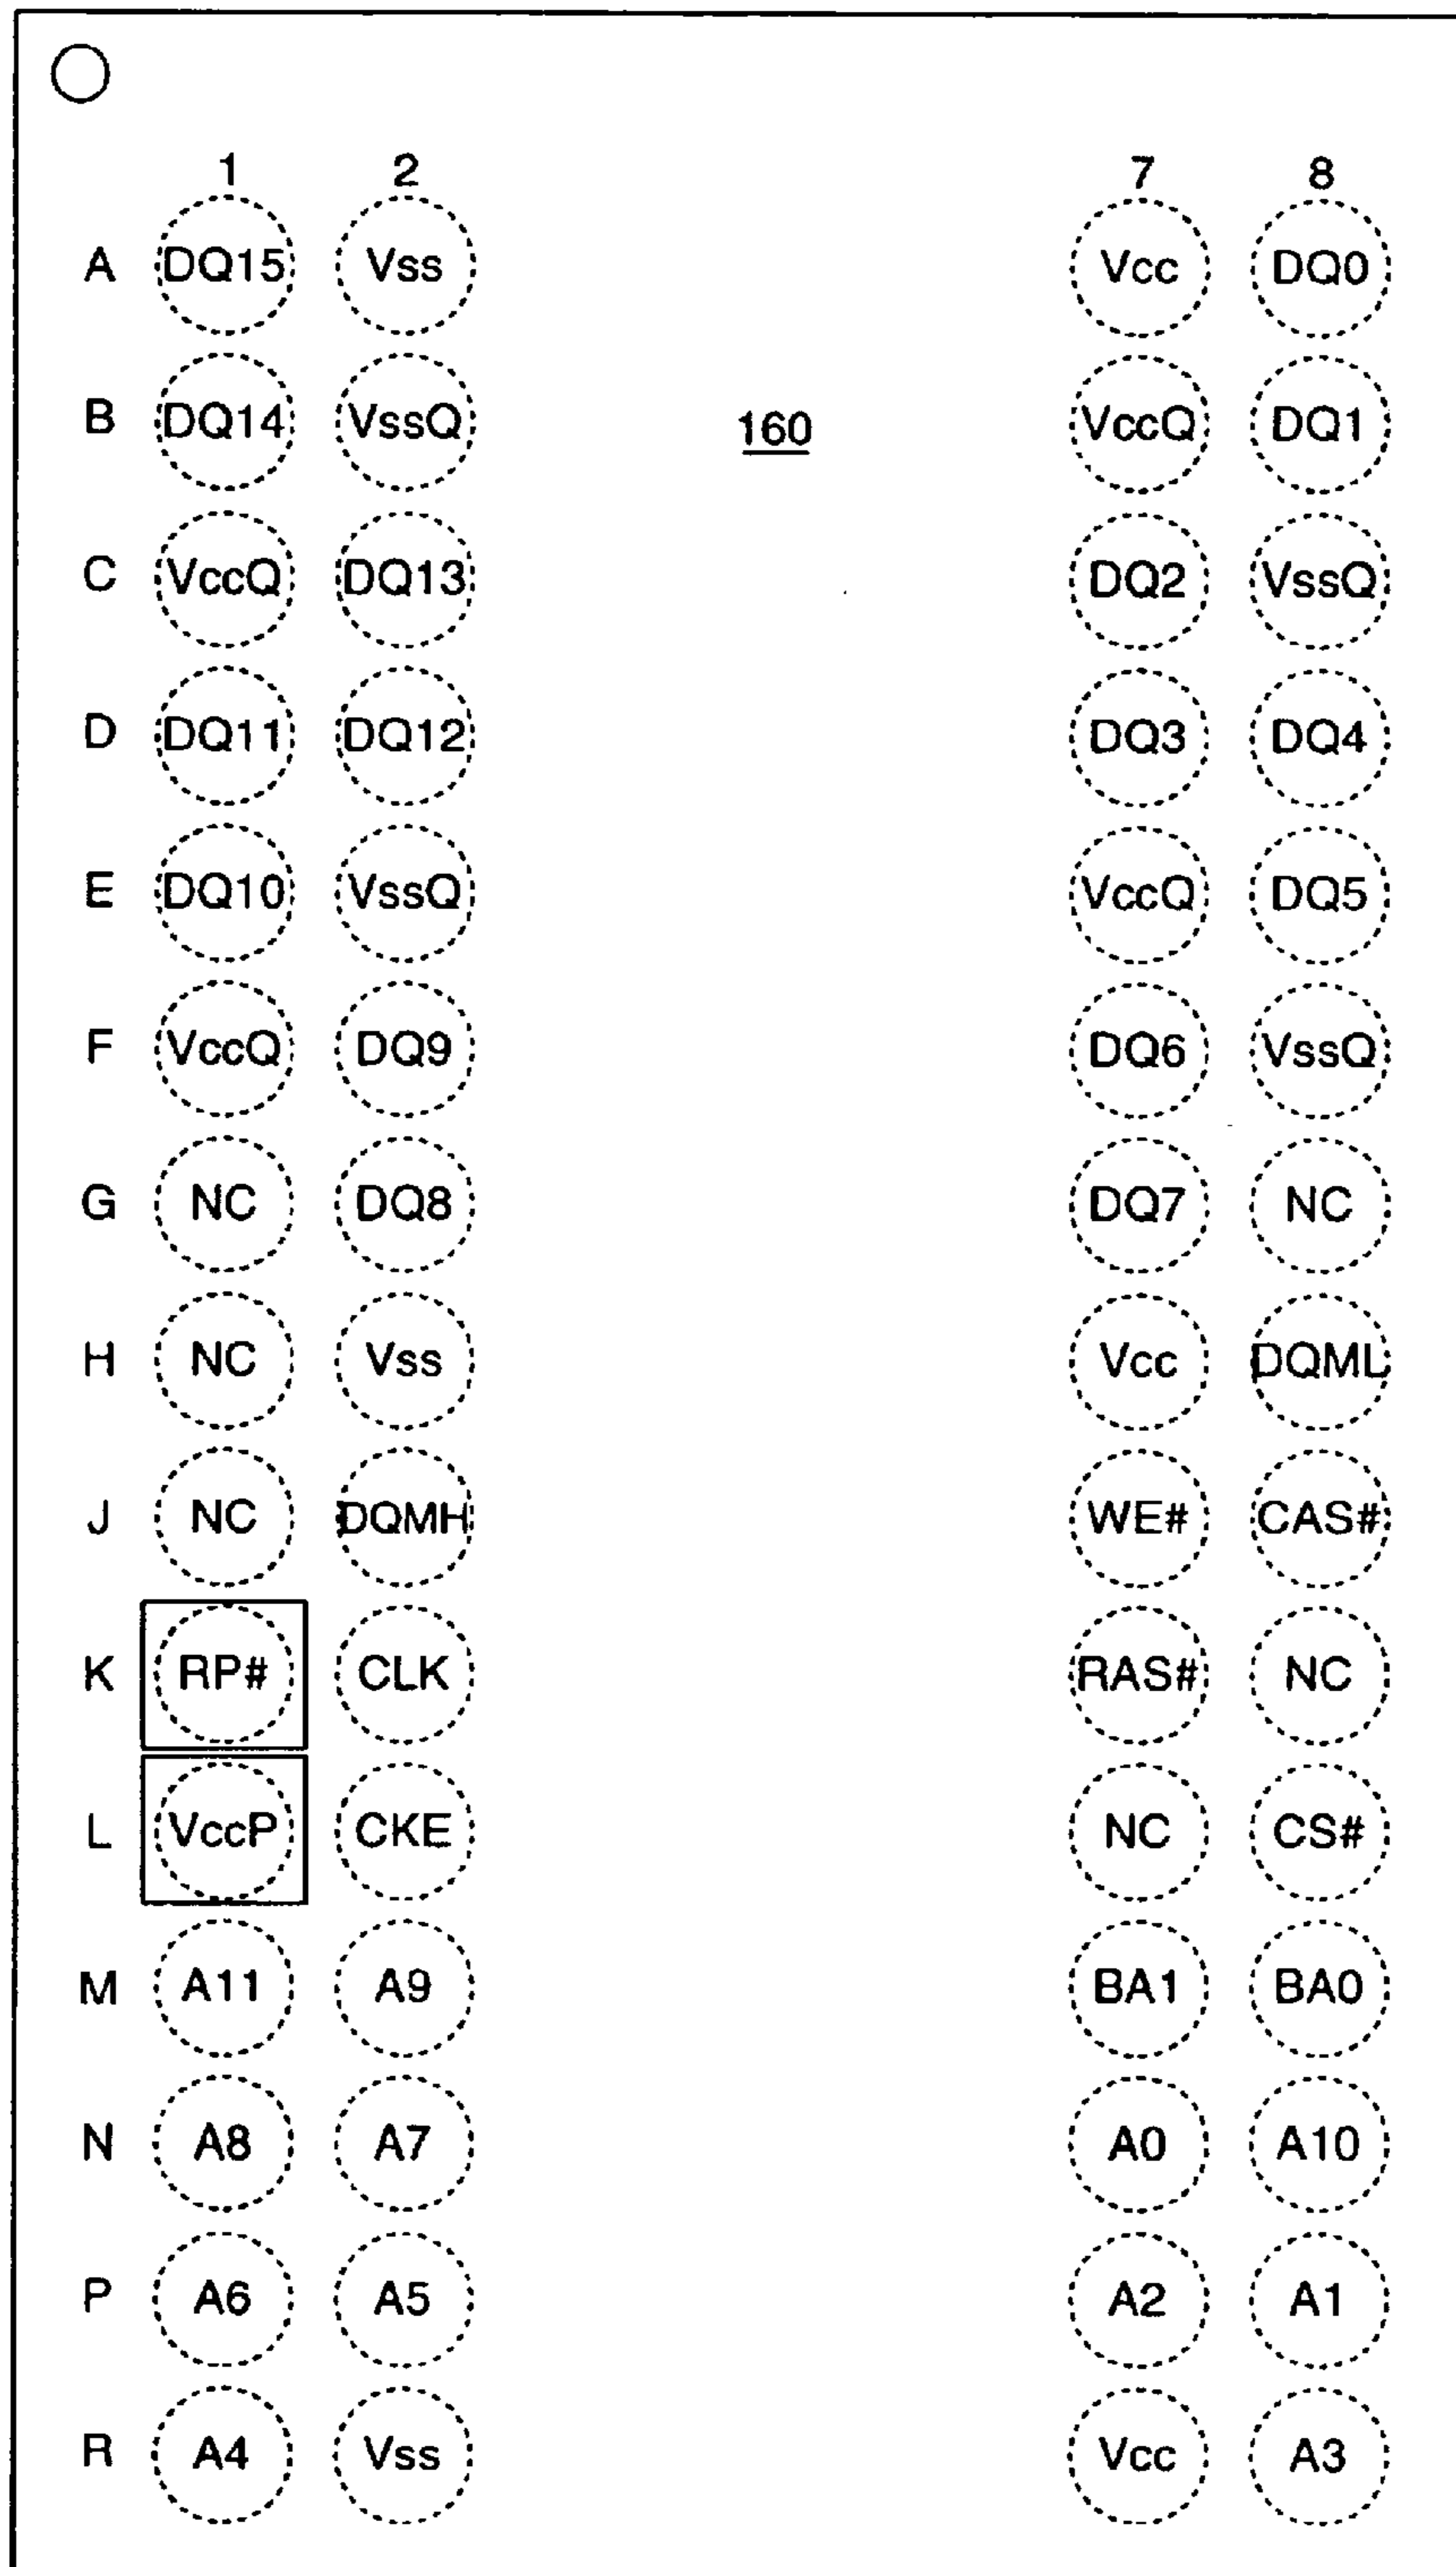 1 2 7 8
A DQ15 Vss Vcc DQ0
B DQ14 VssQ 160 VccQ DQ1
C VccQ DQ13 DQ2 VssQ
D DQ11 DQ12 DQ3 DQ4
E DQ10 VssQ VccQ DQ5
F VccQ DQ9 DQ6 VssQ
G NC DQ8 DQ7 NC
H NC Vss Vcc DQML
J NC DQMH WE# CAS#
K RP# CLK RAS# NC
L VccP CKE NC CS#
M A11 A9 BA1 BA0
N A8 A7 A0 A10
P A6 A5 A2 A1
R A4 Vss Vcc A3